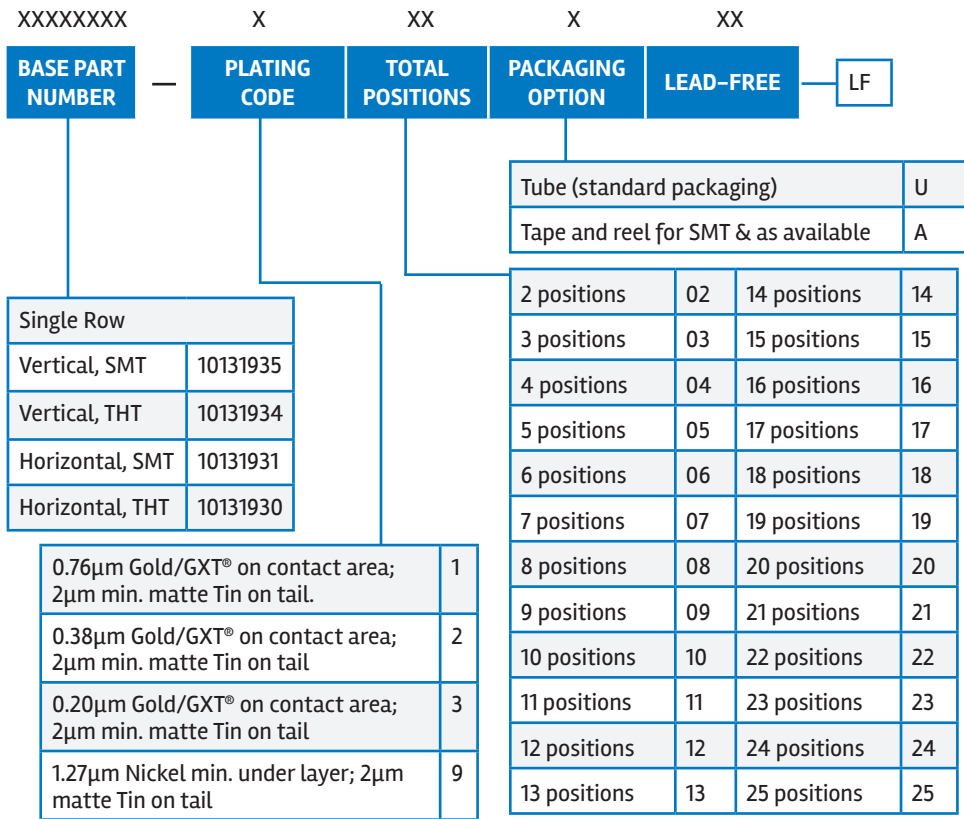 XXXXXXXX X XX X XX
BASE PART NUMBER — PLATING CODE TOTAL POSITIONS PACKAGING OPTION LEAD–FREE LF
Tube (standard packaging) U
Tape and reel for SMT & as available A
Single Row
Vertical, SMT 10131935
Vertical, THT 10131934
Horizontal, SMT 10131931
Horizontal, THT 10131930
0.76µm Gold/GXT® on contact area;
2µm min. matte Tin on tail. 1
0.38µm Gold/GXT® on contact area;
2µm min. matte Tin on tail 2
0.20µm Gold/GXT® on contact area;
2µm min. matte Tin on tail 3
1.27µm Nickel min. under layer; 2µm
matte Tin on tail 9
2 positions 02 14 positions 14
3 positions 03 15 positions 15
4 positions 04 16 positions 16
5 positions 05 17 positions 17
6 positions 06 18 positions 18
7 positions 07 19 positions 19
8 positions 08 20 positions 20
9 positions 09 21 positions 21
10 positions 10 22 positions 22
11 positions 11 23 positions 23
12 positions 12 24 positions 24
13 positions 13 25 positions 25